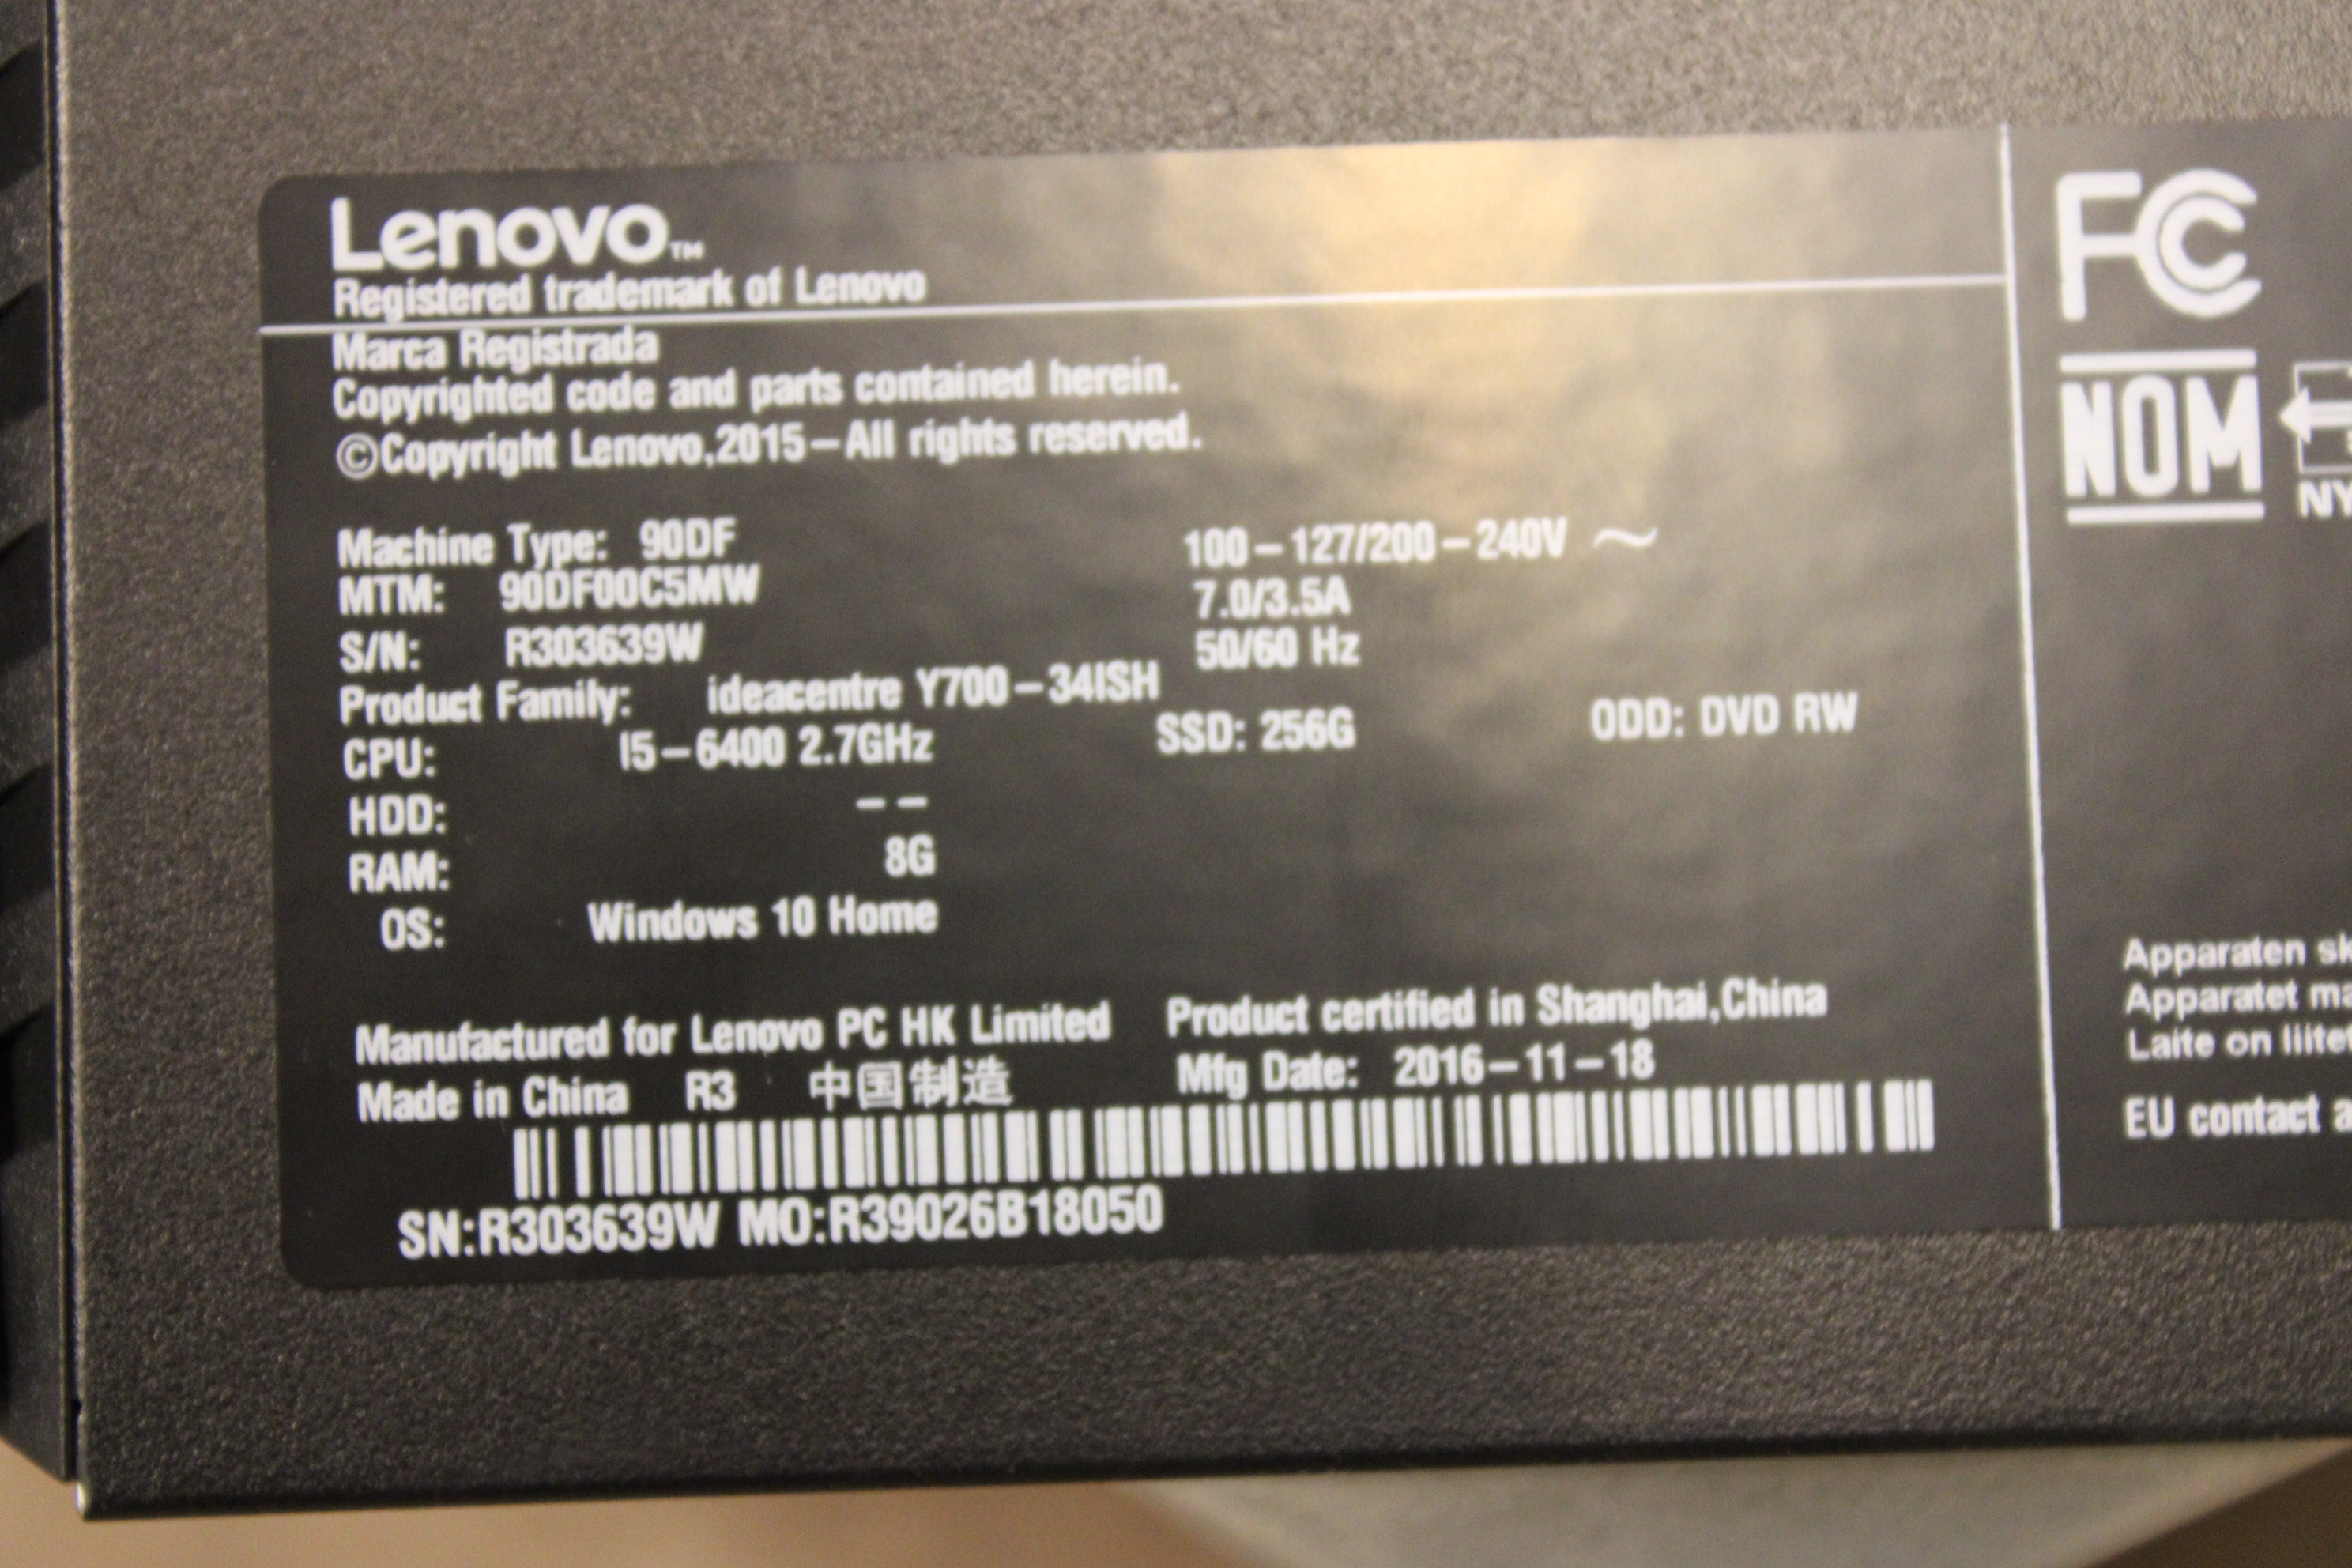 Lenovo™
Registered trademark of Lenovo
Marca Registrada
Copyrighted code and parts contained herein.
©Copyright Lenovo,2015–All rights reserved.
Machine Type: 90DF
MTM: 90DF00C5MW
S/N: R303639W
Product Family: ideacentre Y700–34ISH
CPU: I5–6400 2.7GHz
HDD: – –
RAM: 8G
OS: Windows 10 Home
100–127/200–240V ~
7.0/3.5A
50/60 Hz
SSD: 256G ODD: DVD RW
Manufactured for Lenovo PC HK Limited Product certified in Shanghai,China
Made in China R3 中国制造 Mfg Date: 2016–11–18
SN:R303639W MO:R39026B18050
FC
NOM
NY
Apparaten
Apparatet
Laite on
EU contact